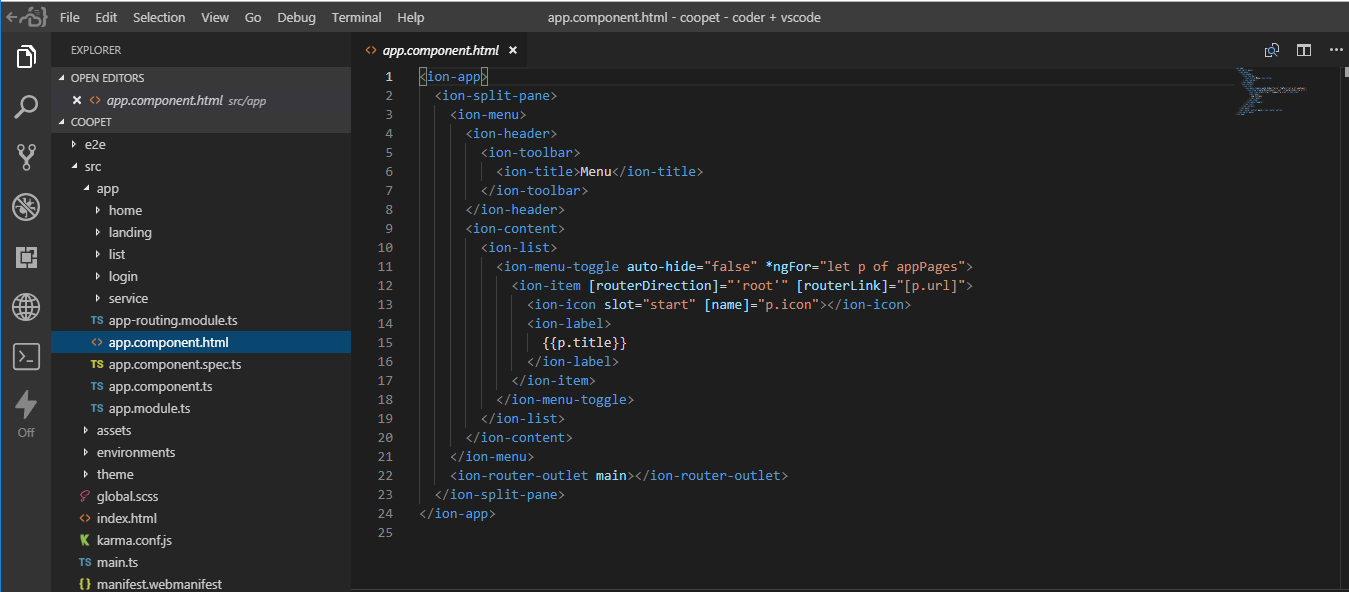 File Edit Selection View Go Debug Terminal Help
app.component.html - coopet - coder + vscode
EXPLORER
OPEN EDITORS
app.component.html src/app
COOPET
e2e
src
app
home
landing
list
login
service
TS app-routing.module.ts
<> app.component.html
TS app.component.spec.ts
TS app.component.ts
TS app.module.ts
assets
environments
theme
global.scss
<> index.html
karma.conf.js
TS main.ts
{} manifest.webmanifest
Off
<> app.component.html
1 <ion-app>
2 <ion-split-pane>
3 <ion-menu>
4 <ion-header>
5 <ion-toolbar>
6 <ion-title>Menu</ion-title>
7 </ion-toolbar>
8 </ion-header>
9 <ion-content>
10 <ion-list>
11 <ion-menu-toggle auto-hide="false" *ngFor="let p of appPages">
12 <ion-item [routerDirection]="'root'" [routerLink]="[p.url]">
13 <ion-icon slot="start" [name]="p.icon"></ion-icon>
14 <ion-label>
15 {{p.title}}
16 </ion-label>
17 </ion-item>
18 </ion-menu-toggle>
19 </ion-list>
20 </ion-content>
21 </ion-menu>
22 <ion-router-outlet main></ion-router-outlet>
23 </ion-split-pane>
24 </ion-app>
25